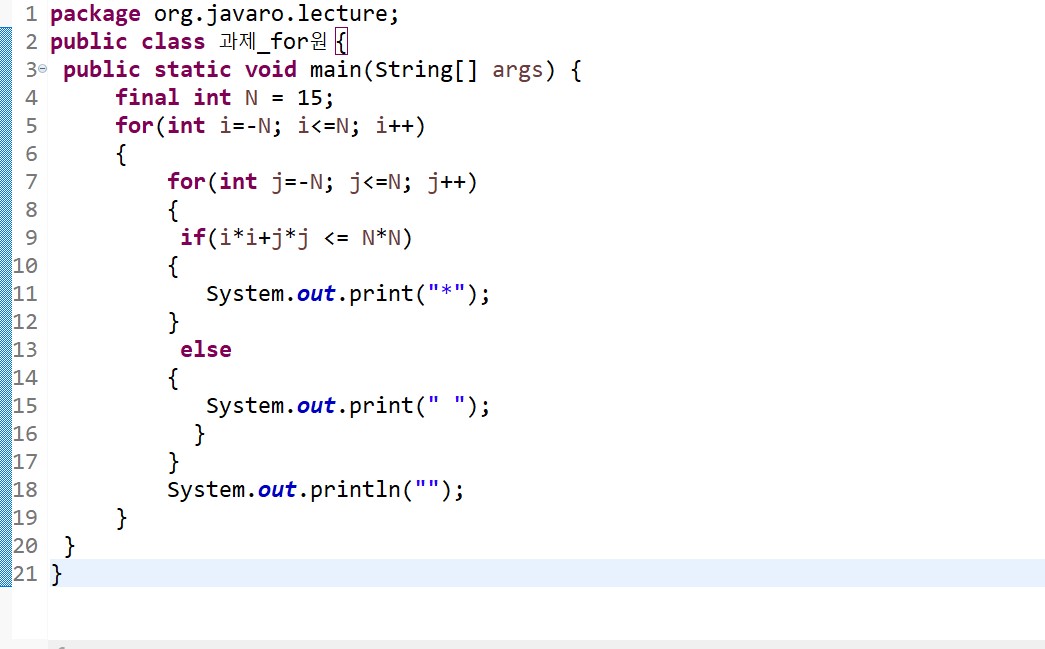 1 package org.javaro.lecture;
2 public class 과제_for원 {
3 public static void main(String[] args) {
4 final int N = 15;
5 for(int i=-N; i<=N; i++)
6 {
7 for(int j=-N; j<=N; j++)
8 {
9 if(i*i+j*j <= N*N)
10 {
11 System.out.print("*");
12 }
13 else
14 {
15 System.out.print(" ");
16 }
17 }
18 System.out.println("");
19 }
20 }
21 }